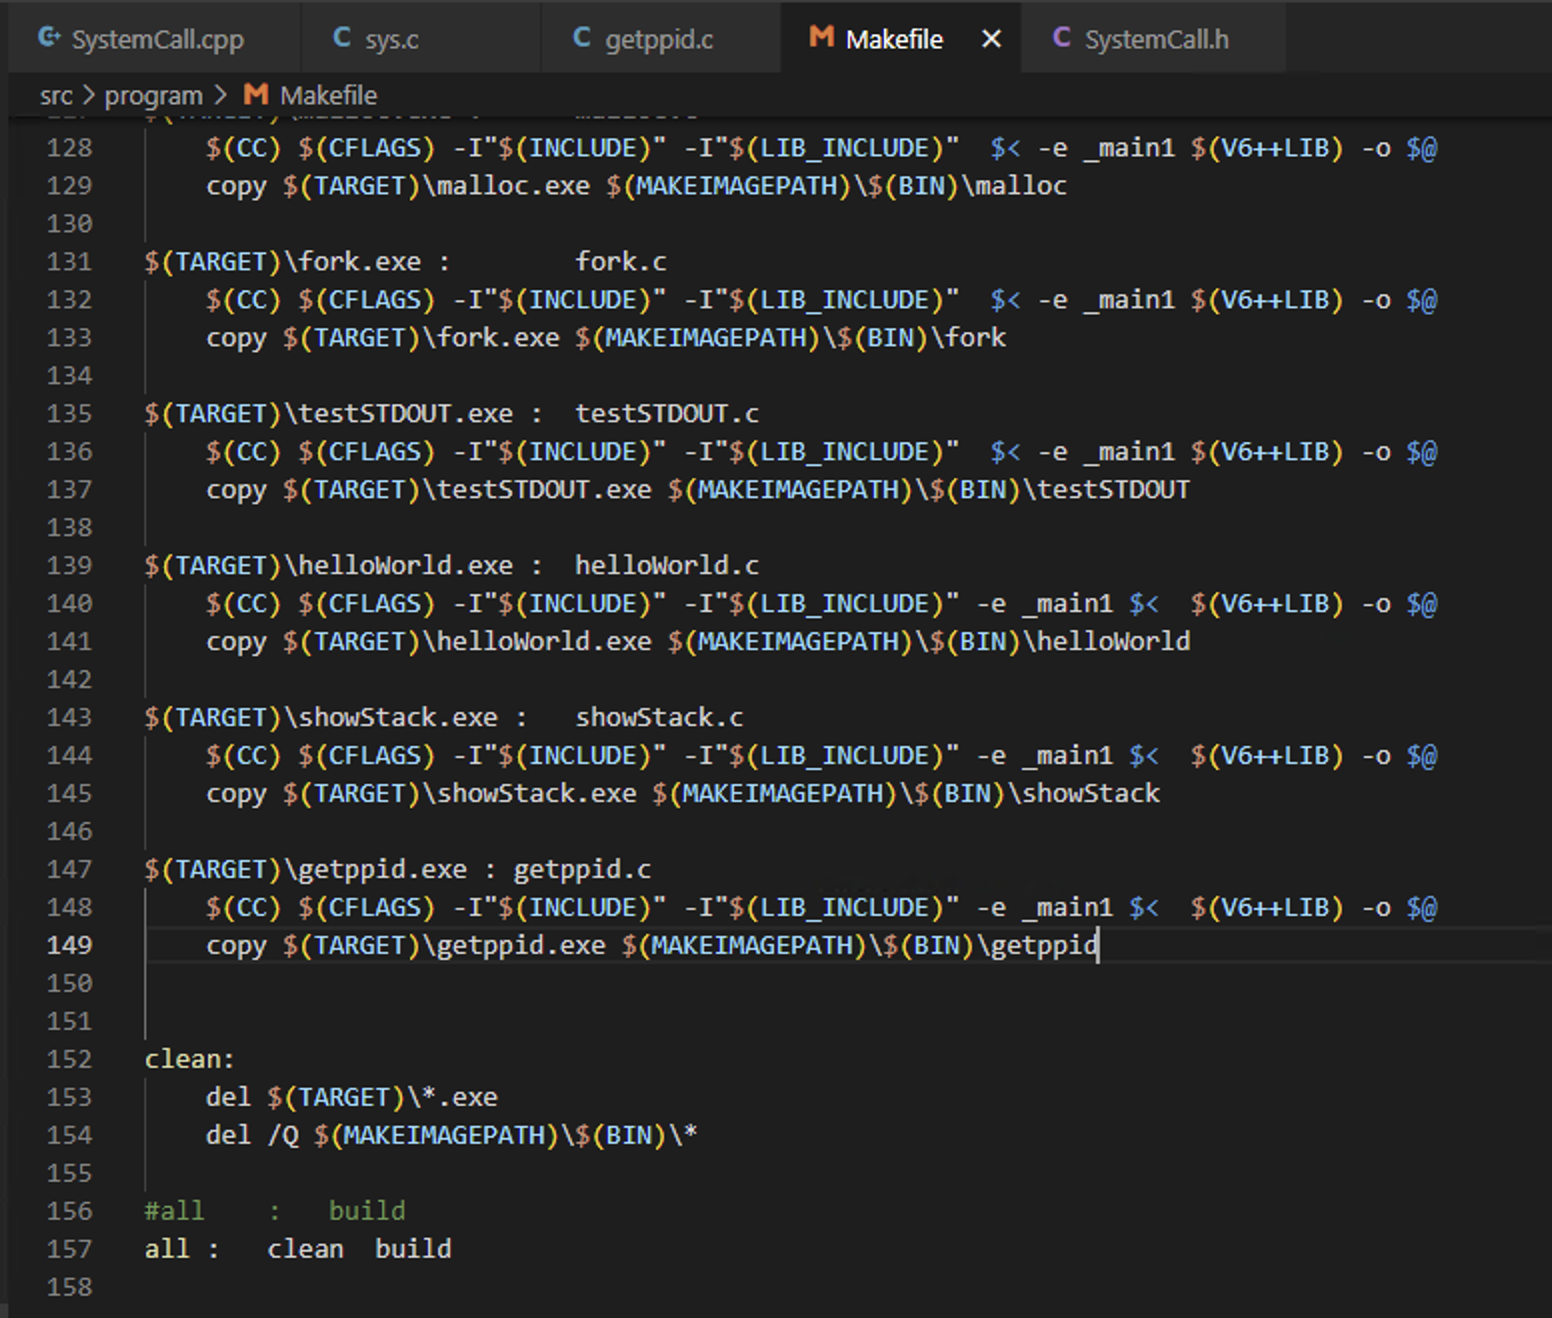 SystemCall.cpp sys.c getppid.c Makefile SystemCall.h
src > program > Makefile
128 $(CC) $(CFLAGS) -I"$(INCLUDE)" -I"$(LIB_INCLUDE)" $< -e _main1 $(V6++LIB) -o $@
129 copy $(TARGET)\malloc.exe $(MAKEIMAGEPATH)\$(BIN)\malloc
130
131 $(TARGET)\fork.exe : fork.c
132 $(CC) $(CFLAGS) -I"$(INCLUDE)" -I"$(LIB_INCLUDE)" $< -e _main1 $(V6++LIB) -o $@
133 copy $(TARGET)\fork.exe $(MAKEIMAGEPATH)\$(BIN)\fork
134
135 $(TARGET)\testSTDOUT.exe : testSTDOUT.c
136 $(CC) $(CFLAGS) -I"$(INCLUDE)" -I"$(LIB_INCLUDE)" $< -e _main1 $(V6++LIB) -o $@
137 copy $(TARGET)\testSTDOUT.exe $(MAKEIMAGEPATH)\$(BIN)\testSTDOUT
138
139 $(TARGET)\helloWorld.exe : helloWorld.c
140 $(CC) $(CFLAGS) -I"$(INCLUDE)" -I"$(LIB_INCLUDE)" -e _main1 $< $(V6++LIB) -o $@
141 copy $(TARGET)\helloWorld.exe $(MAKEIMAGEPATH)\$(BIN)\helloWorld
142
143 $(TARGET)\showStack.exe : showStack.c
144 $(CC) $(CFLAGS) -I"$(INCLUDE)" -I"$(LIB_INCLUDE)" -e _main1 $< $(V6++LIB) -o $@
145 copy $(TARGET)\showStack.exe $(MAKEIMAGEPATH)\$(BIN)\showStack
146
147 $(TARGET)\getppid.exe : getppid.c
148 $(CC) $(CFLAGS) -I"$(INCLUDE)" -I"$(LIB_INCLUDE)" -e _main1 $< $(V6++LIB) -o $@
149 copy $(TARGET)\getppid.exe $(MAKEIMAGEPATH)\$(BIN)\getppid
150
151
152 clean:
153 del $(TARGET)\*.exe
154 del /Q $(MAKEIMAGEPATH)\$(BIN)\*
155
156 #all : build
157 all : clean build
158